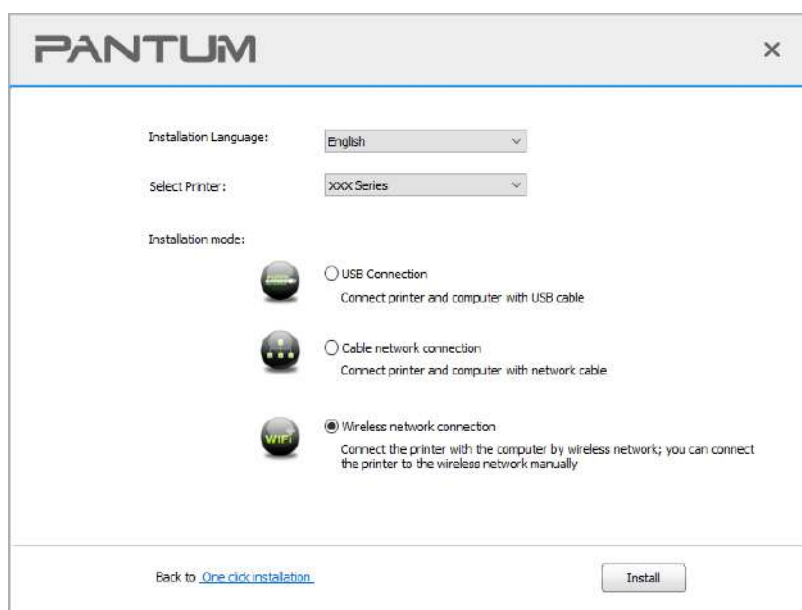 PANTUM
Installation Language:
English
Select Printer:
xxx Series
Installation mode:
USB Connection
Connect printer and computer with USB cable
Cable network connection
Connect printer and computer with network cable
WiFi
Wireless network connection
Connect the printer with the computer by wireless network; you can connect
the printer to the wireless network manually
Back to One click installation
Install